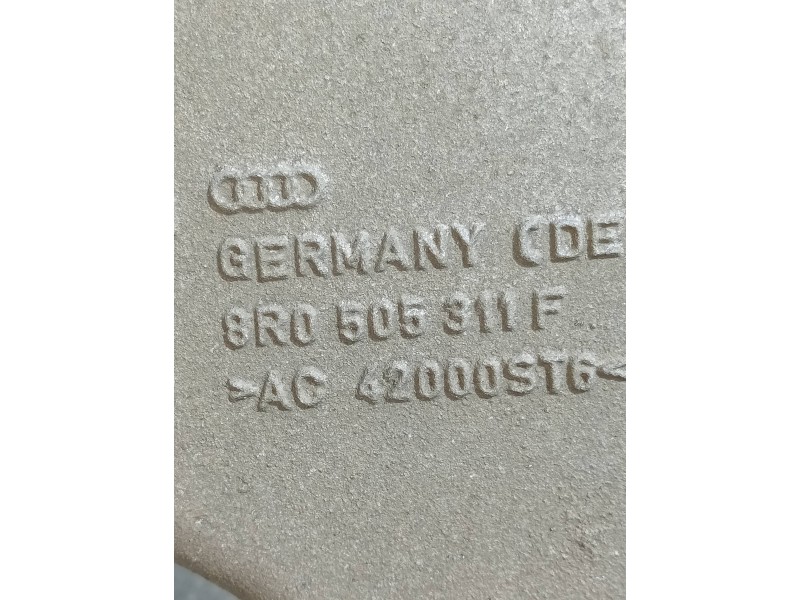 GERMANY (DE
8R0 505 311 F
>AC 42000ST6<